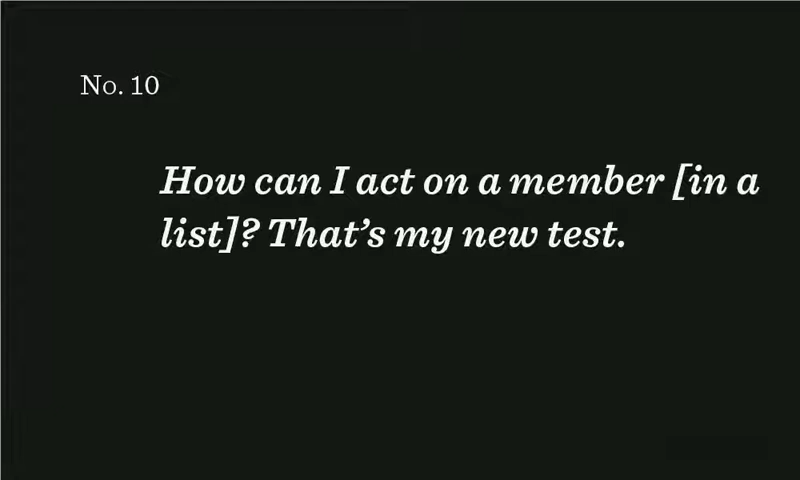 No. 10
How can I act on a member [in a
list]? That’s my new test.